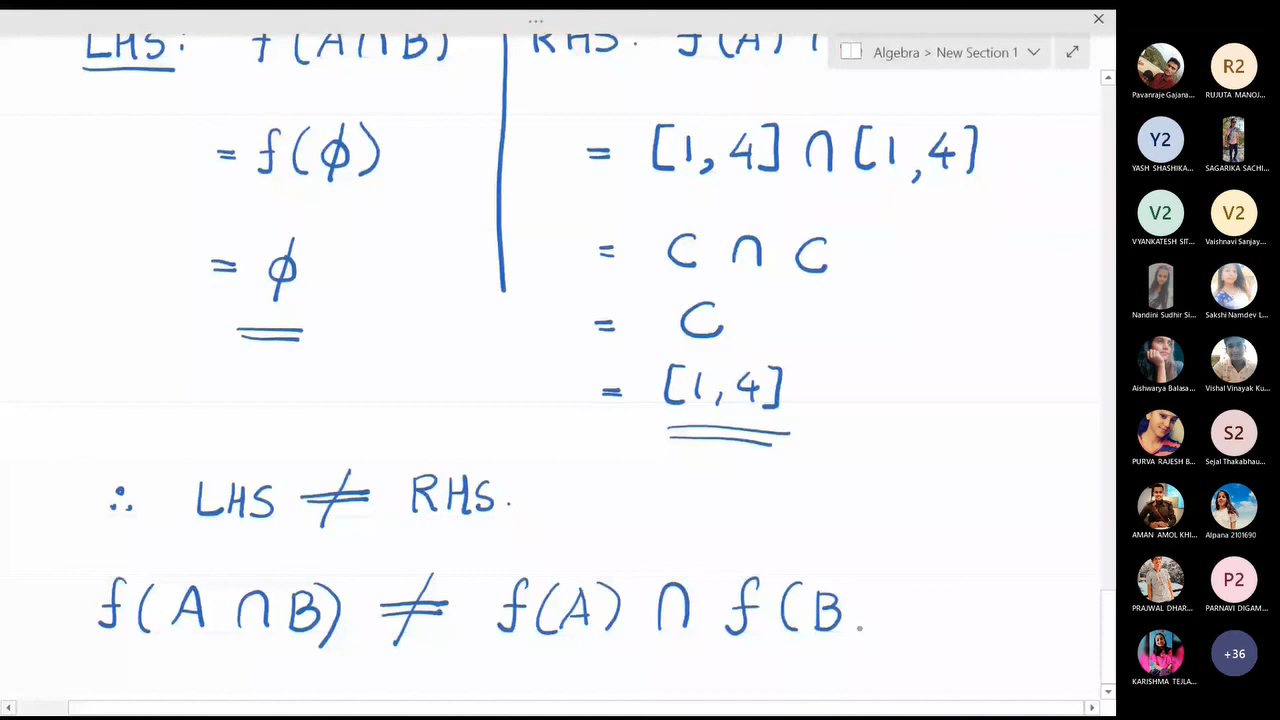 LHS: f(A∩B) RHS: f(A)
Algebra > New Section 1
= f(ϕ) = [1, 4] ∩ [1, 4]
= ϕ = C ∩ C
= C
= [1, 4]
∴ LHS ≠ RHS.
f(A ∩ B) ≠ f(A) ∩ f(B
Pavanraje Gajana...
R2
RUJUTA MANOJ...
Y2
YASH SHASHIKA...
SAGARIKA SACHI...
V2
VYANKATESH SIT...
V2
Vaishnavi Sanjay...
Nandini Sudhir Si...
Sakshi Namdev L...
Aishwarya Balasa...
Vishal Vinayak Ku...
PURVA RAJESH B...
S2
Sejal Thakabhau...
AMAN AMOL KHI...
Alpana 2101690
PRAJWAL DHAR...
P2
PARNAVI DIGAM...
KARISHMA TEJLA...
+36